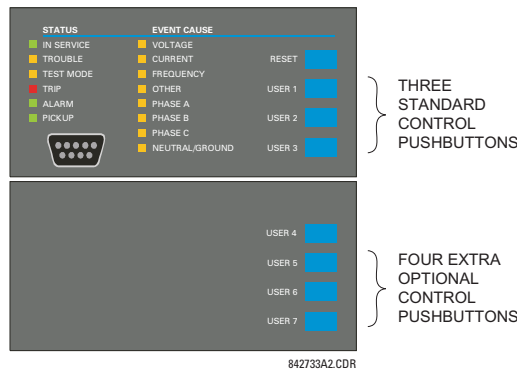 STATUS
IN SERVICE
TROUBLE
TEST MODE
TRIP
ALARM
PICKUP
EVENT CAUSE
VOLTAGE
CURRENT
FREQUENCY
OTHER
PHASE A
PHASE B
PHASE C
NEUTRAL/GROUND
RESET
USER 1
USER 2
USER 3
THREE
STANDARD
CONTROL
PUSHBUTTONS
USER 4
USER 5
USER 6
USER 7
FOUR EXTRA
OPTIONAL
CONTROL
PUSHBUTTONS
842733A2.CDR